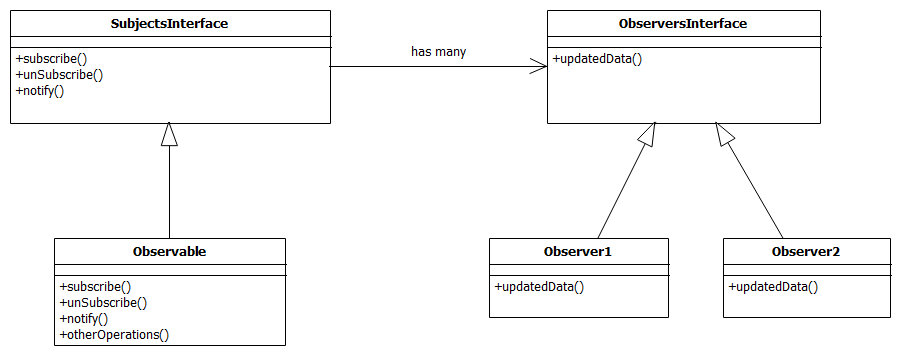 SubjectsInterface
+subscribe()
+unSubscribe()
+notify()
has many
ObserversInterface
+updatedData()
Observable
+subscribe()
+unSubscribe()
+notify()
+otherOperations()
Observer1
+updatedData()
Observer2
+updatedData()